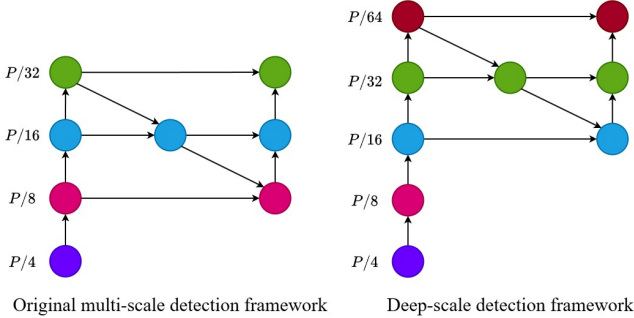 P/32
P/16
P/8
P/4
Original multi-scale detection framework
P/64
P/32
P/16
P/8
P/4
Deep-scale detection framework